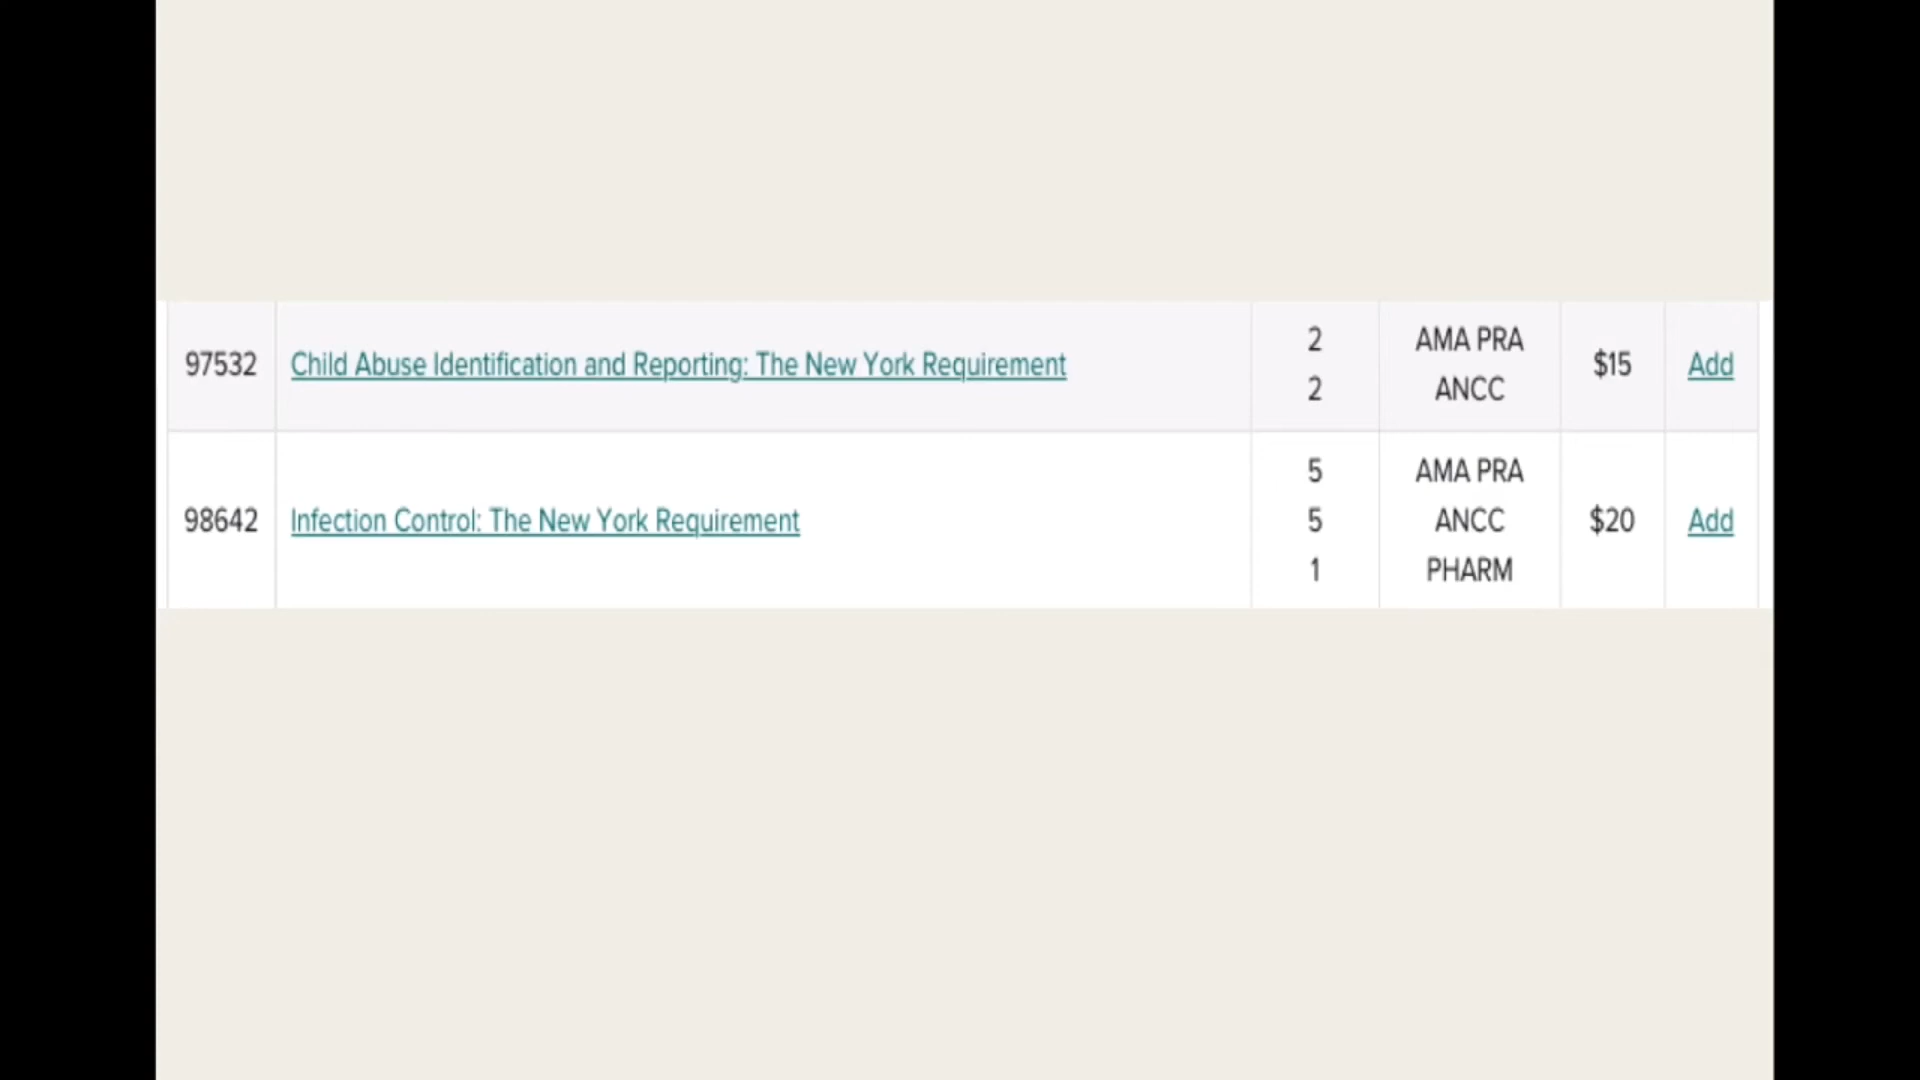 97532 Child Abuse Identification and Reporting: The New York Requirement 2 AMA PRA $15 Add
2 ANCC
98642 Infection Control: The New York Requirement 5 AMA PRA $20 Add
5 ANCC
1 PHARM